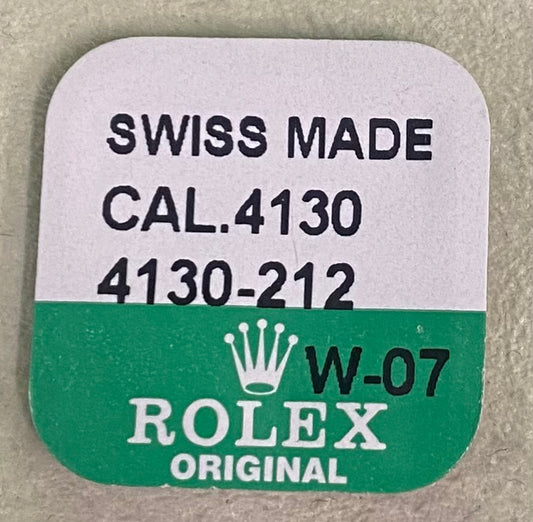 SWISS MADE
CAL.4130
4130-212
W-07
ROLEX
ORIGINAL